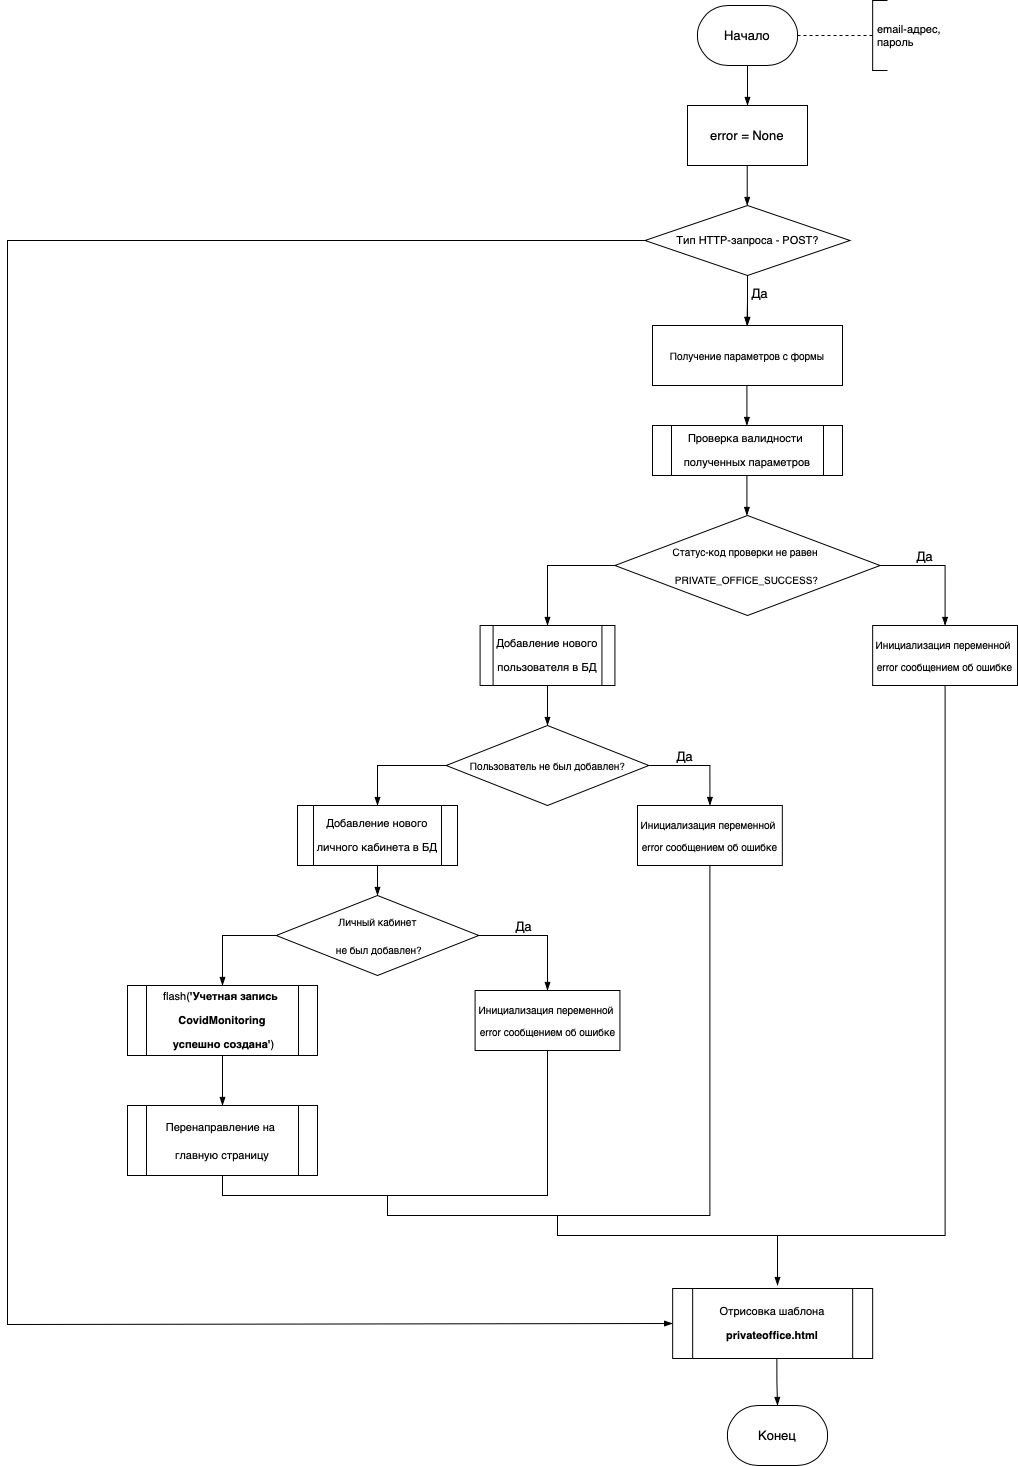 Начало
email-адрес,
пароль
error = None
Тип HTTP-запроса - POST?
Да
Получение параметров с формы
Проверка валидности
полученных параметров
Статус-код проверки не равен
PRIVATE_OFFICE_SUCCESS?
Да
Добавление нового
пользователя в БД
Инициализация переменной
error сообщением об ошибке
Пользователь не был добавлен?
Да
Добавление нового
личного кабинета в БД
Инициализация переменной
error сообщением об ошибке
Личный кабинет
не был добавлен?
Да
flash('Учетная запись
CovidMonitoring
успешно создана')
Инициализация переменной
error сообщением об ошибке
Перенаправление на
главную страницу
Отрисовка шаблона
privateoffice.html
Конец